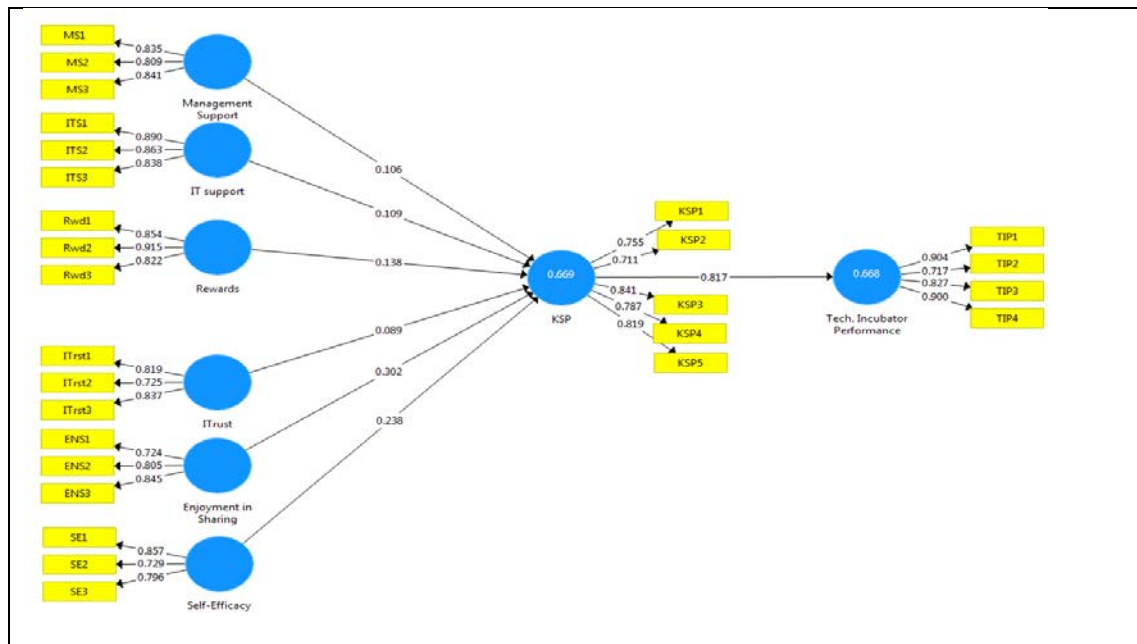 MS1
0.835
MS2
0.809
MS3
0.841
Management
Support
ITS1
0.890
ITS2
0.863
ITS3
0.838
IT support
Rwd1
0.854
Rwd2
0.915
Rwd3
0.822
Rewards
ITrst1
0.819
ITrst2
0.725
ITrst3
0.837
ITrust
ENS1
0.724
ENS2
0.805
ENS3
0.845
Enjoyment in
Sharing
SE1
0.857
SE2
0.729
SE3
0.796
Self-Efficacy
0.106
0.109
0.138
0.089
0.302
0.238
0.669
KSP
KSP1
0.755
KSP2
0.711
KSP3
0.841
KSP4
0.787
KSP5
0.819
0.817
0.668
Tech. Incubator
Performance
TIP1
0.904
TIP2
0.717
TIP3
0.827
TIP4
0.900